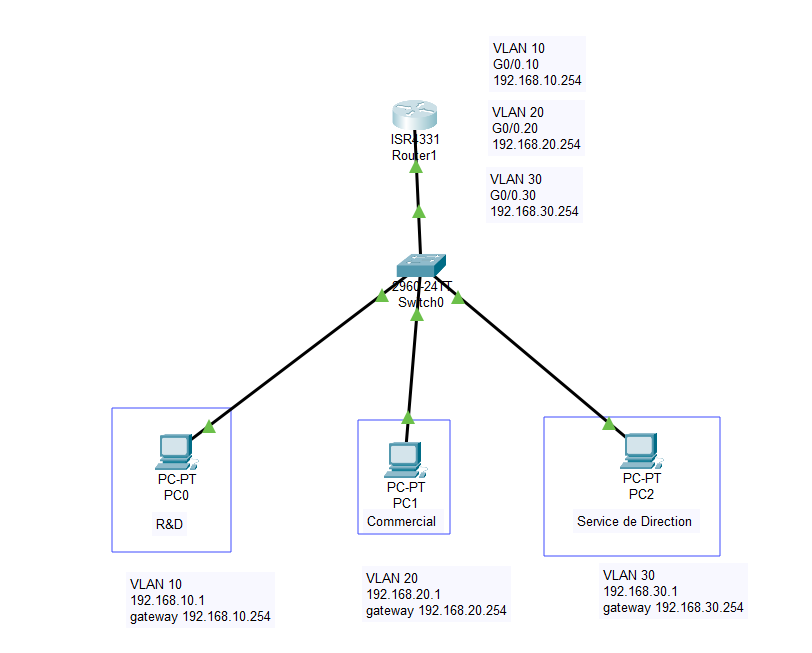 VLAN 10
G0/0.10
192.168.10.254
VLAN 20
G0/0.20
192.168.20.254
VLAN 30
G0/0.30
192.168.30.254
ISR4331
Router1
2960-24TT
Switch0
PC-PT
PC0
R&D
PC-PT
PC1
Commercial
PC-PT
PC2
Service de Direction
VLAN 10
192.168.10.1
gateway 192.168.10.254
VLAN 20
192.168.20.1
gateway 192.168.20.254
VLAN 30
192.168.30.1
gateway 192.168.30.254